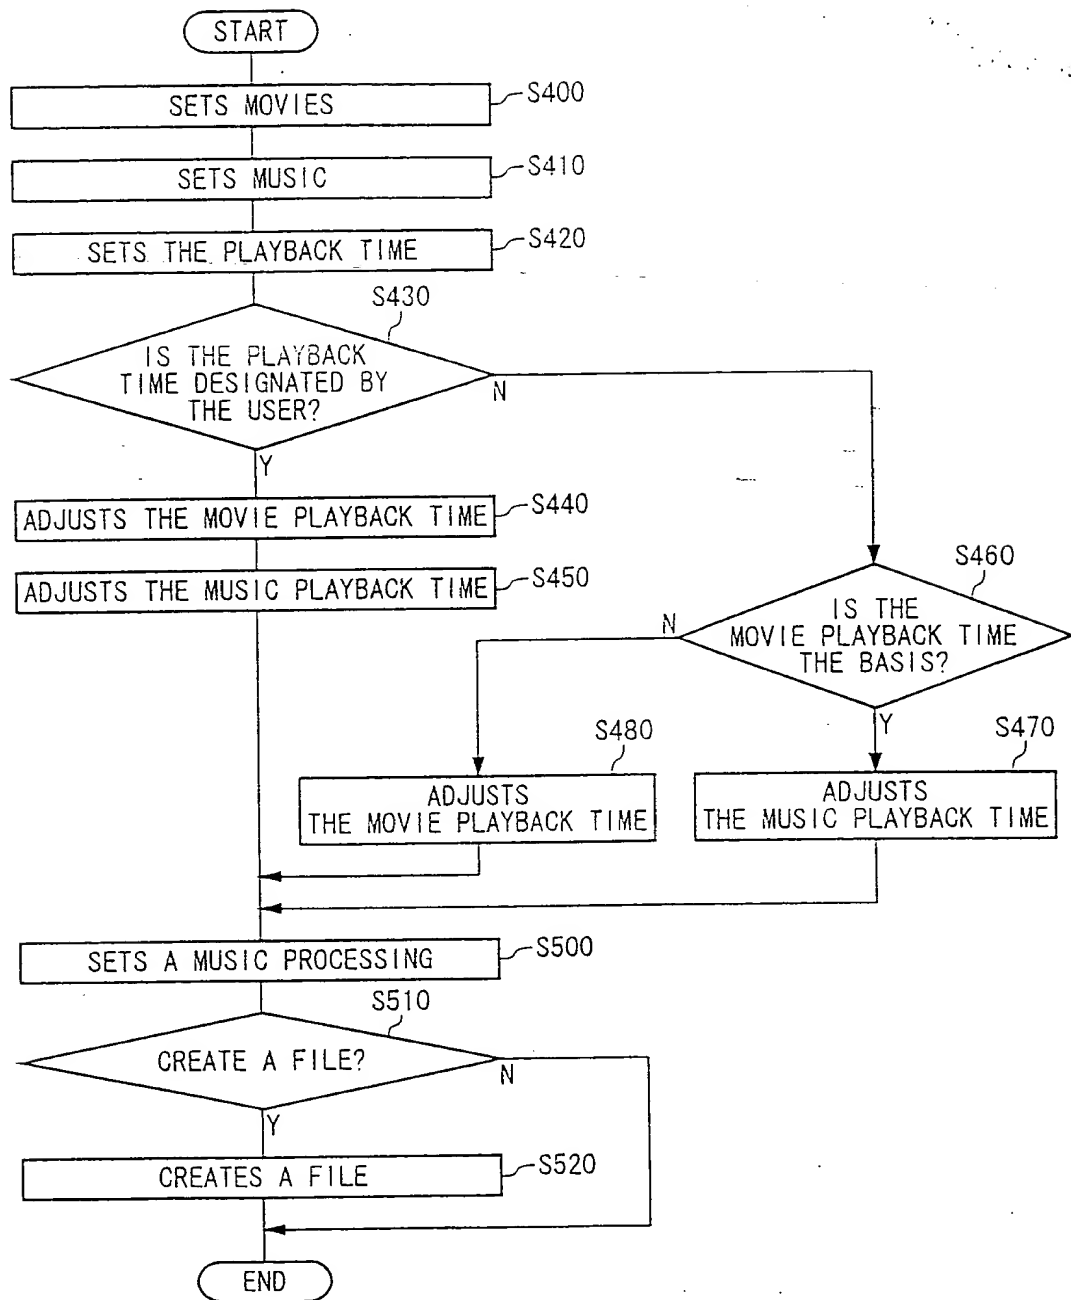 START
SETS MOVIES
S400
SETS MUSIC
S410
SETS THE PLAYBACK TIME
S420
S430
IS THE PLAYBACK
TIME DESIGNATED BY
THE USER?
N
Y
ADJUSTS THE MOVIE PLAYBACK TIME
S440
ADJUSTS THE MUSIC PLAYBACK TIME
S450
S460
IS THE
MOVIE PLAYBACK TIME
THE BASIS?
N
Y
S480
ADJUSTS
THE MOVIE PLAYBACK TIME
S470
ADJUSTS
THE MUSIC PLAYBACK TIME
SETS A MUSIC PROCESSING
S500
S510
CREATE A FILE?
N
Y
CREATES A FILE
S520
END